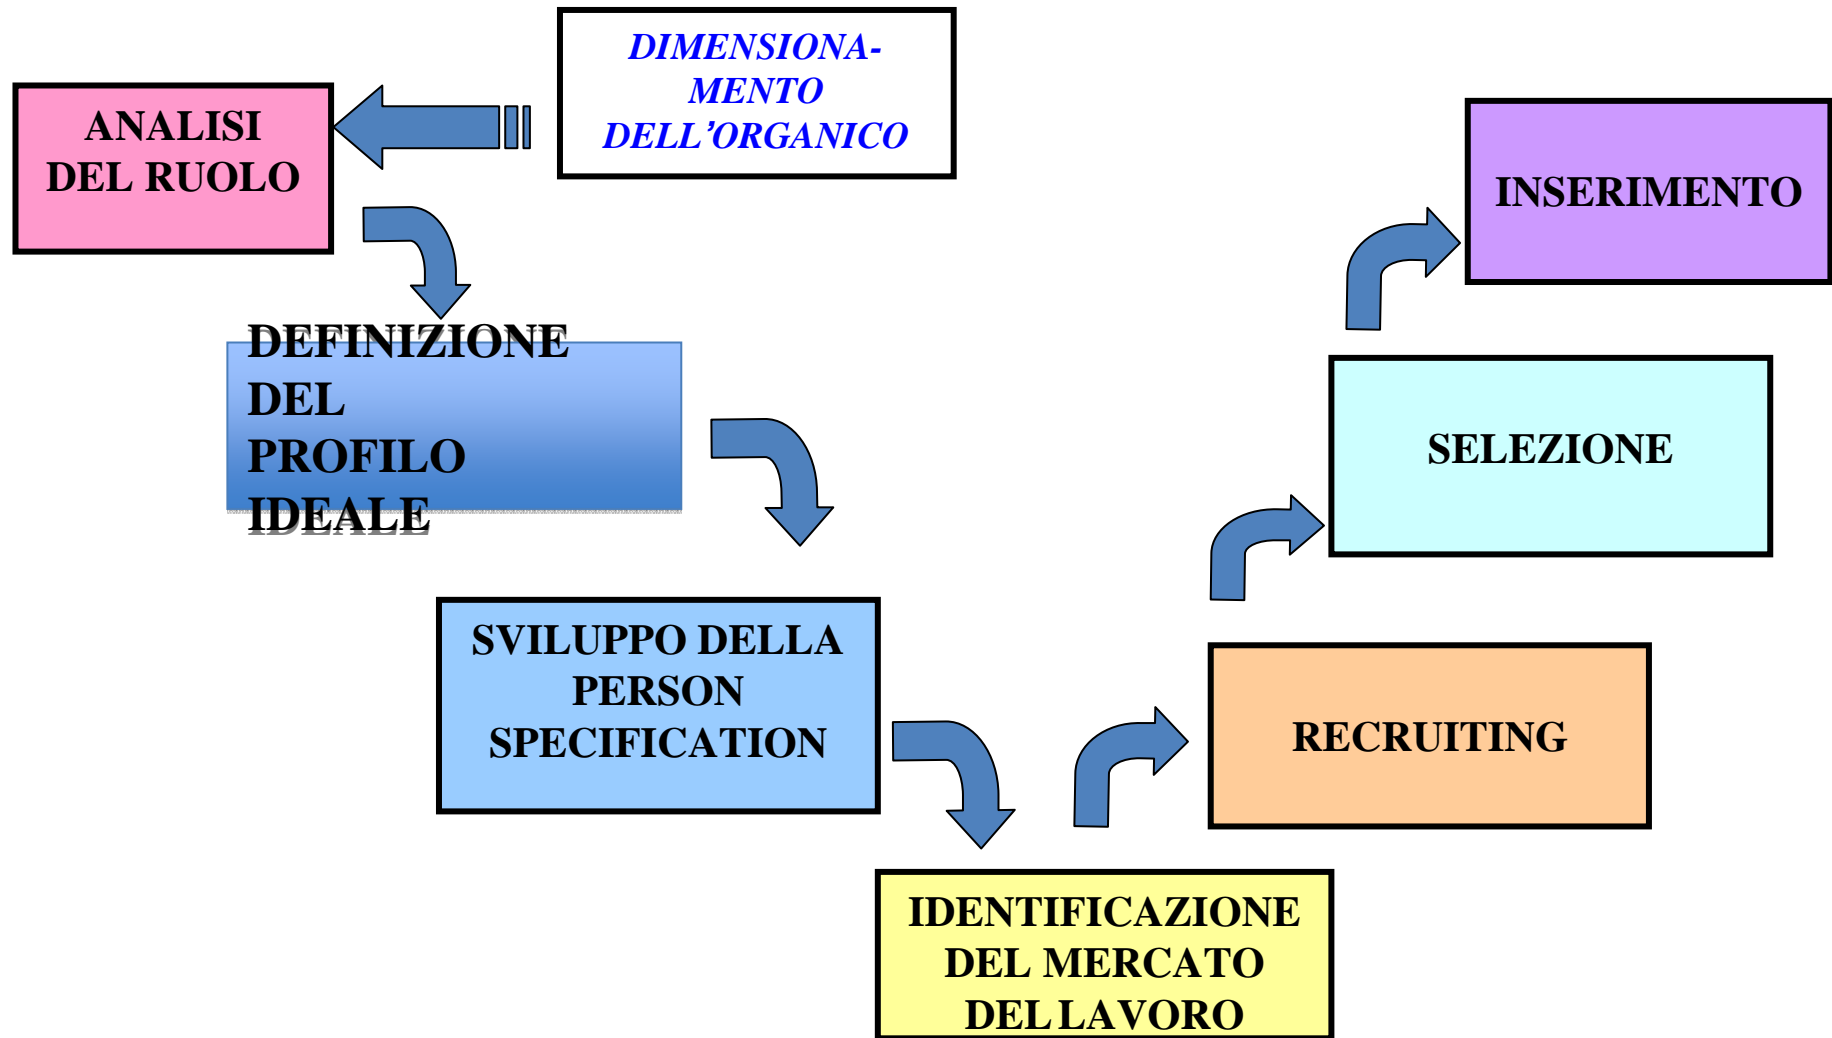 DIMENSIONA-
MENTO
DELL’ORGANICO
ANALISI
DEL RUOLO
DEFINIZIONE
DEL
PROFILO
IDEALE
SVILUPPO DELLA
PERSON
SPECIFICATION
IDENTIFICAZIONE
DEL MERCATO
DEL LAVORO
RECRUITING
SELEZIONE
INSERIMENTO